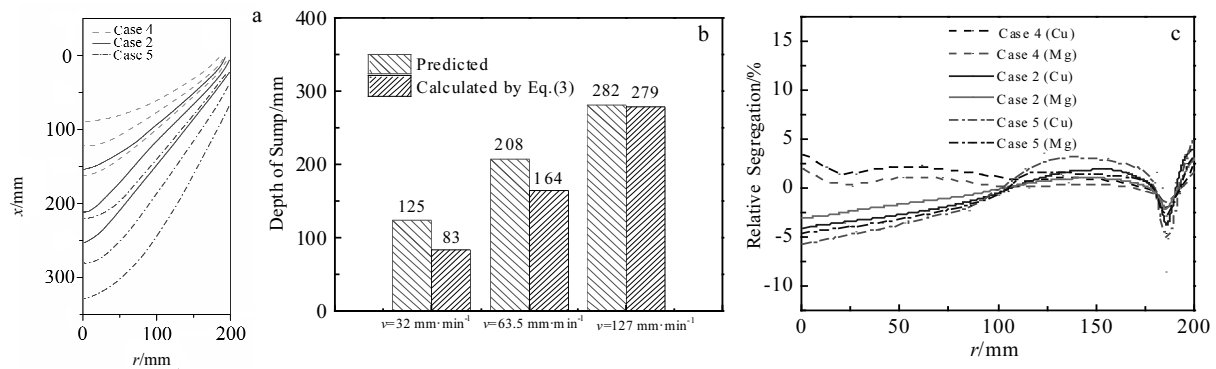 a
Case 4
Case 2
Case 5
0
100
200
300
x/mm
0
100
200
r/mm
b
400
300
200
100
0
Depth of Sump/mm
Predicted
Calculated by Eq.(3)
125
83
208
164
282
279
v=32 mm·min-1
v=63.5 mm·min-1
v=127 mm·min-1
c
Case 4 (Cu)
Case 4 (Mg)
Case 2 (Cu)
Case 2 (Mg)
Case 5 (Cu)
Case 5 (Mg)
10
5
0
-5
-10
Relative Segregation/%
0
50
100
150
200
r/mm